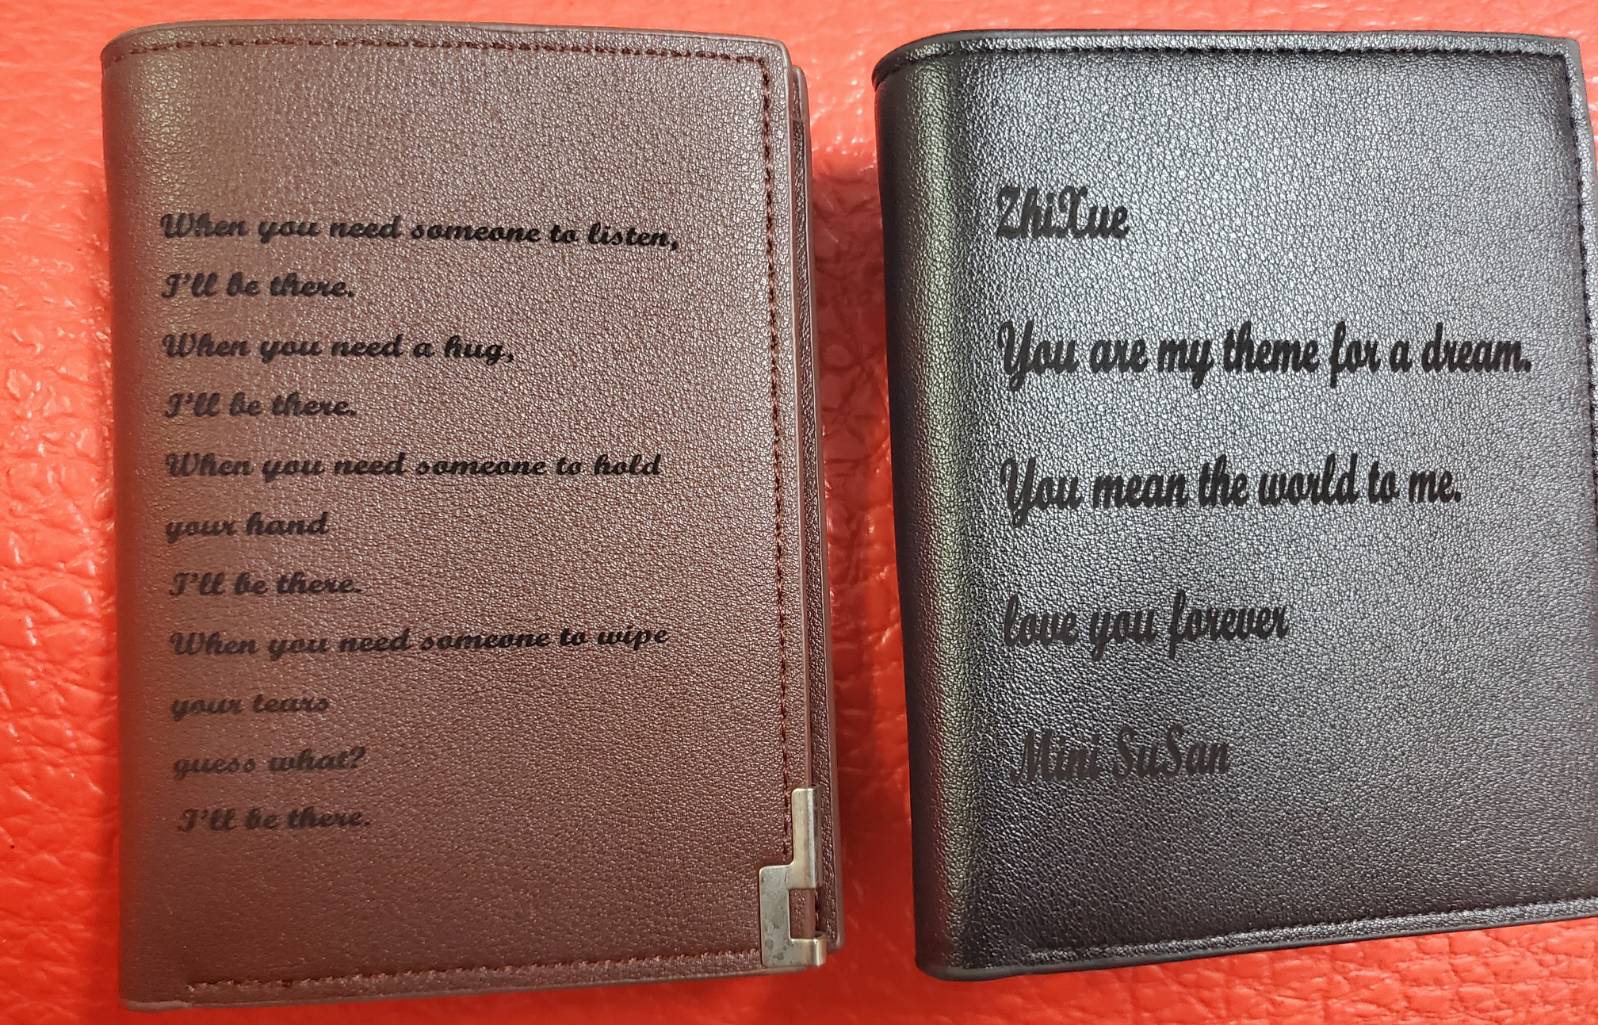 When you need someone to listen,
I'll be there.
When you need a hug,
I'll be there.
When you need someone to hold
your hand
I'll be there.
When you need someone to wipe
your tears
guess what?
I'll be there.
ZhiXue
You are my theme for a dream.
You mean the world to me.
love you forever
Mini SuSan